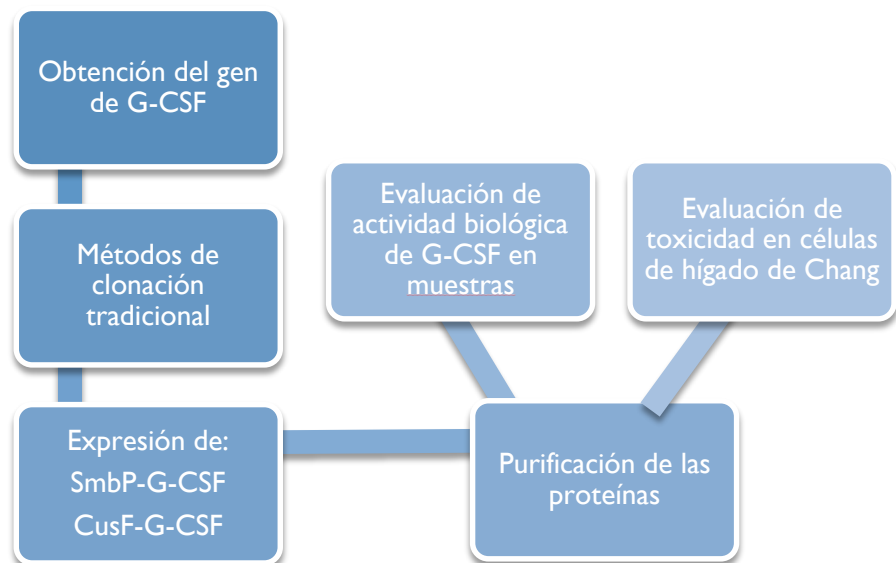 Obtención del gen
de G-CSF
Métodos de
clonación
tradicional
Expresión de:
SmbP-G-CSF
CusF-G-CSF
Purificación de las
proteínas
Evaluación de
actividad biológica
de G-CSF en
muestras
Evaluación de
toxicidad en células
de hígado de Chang